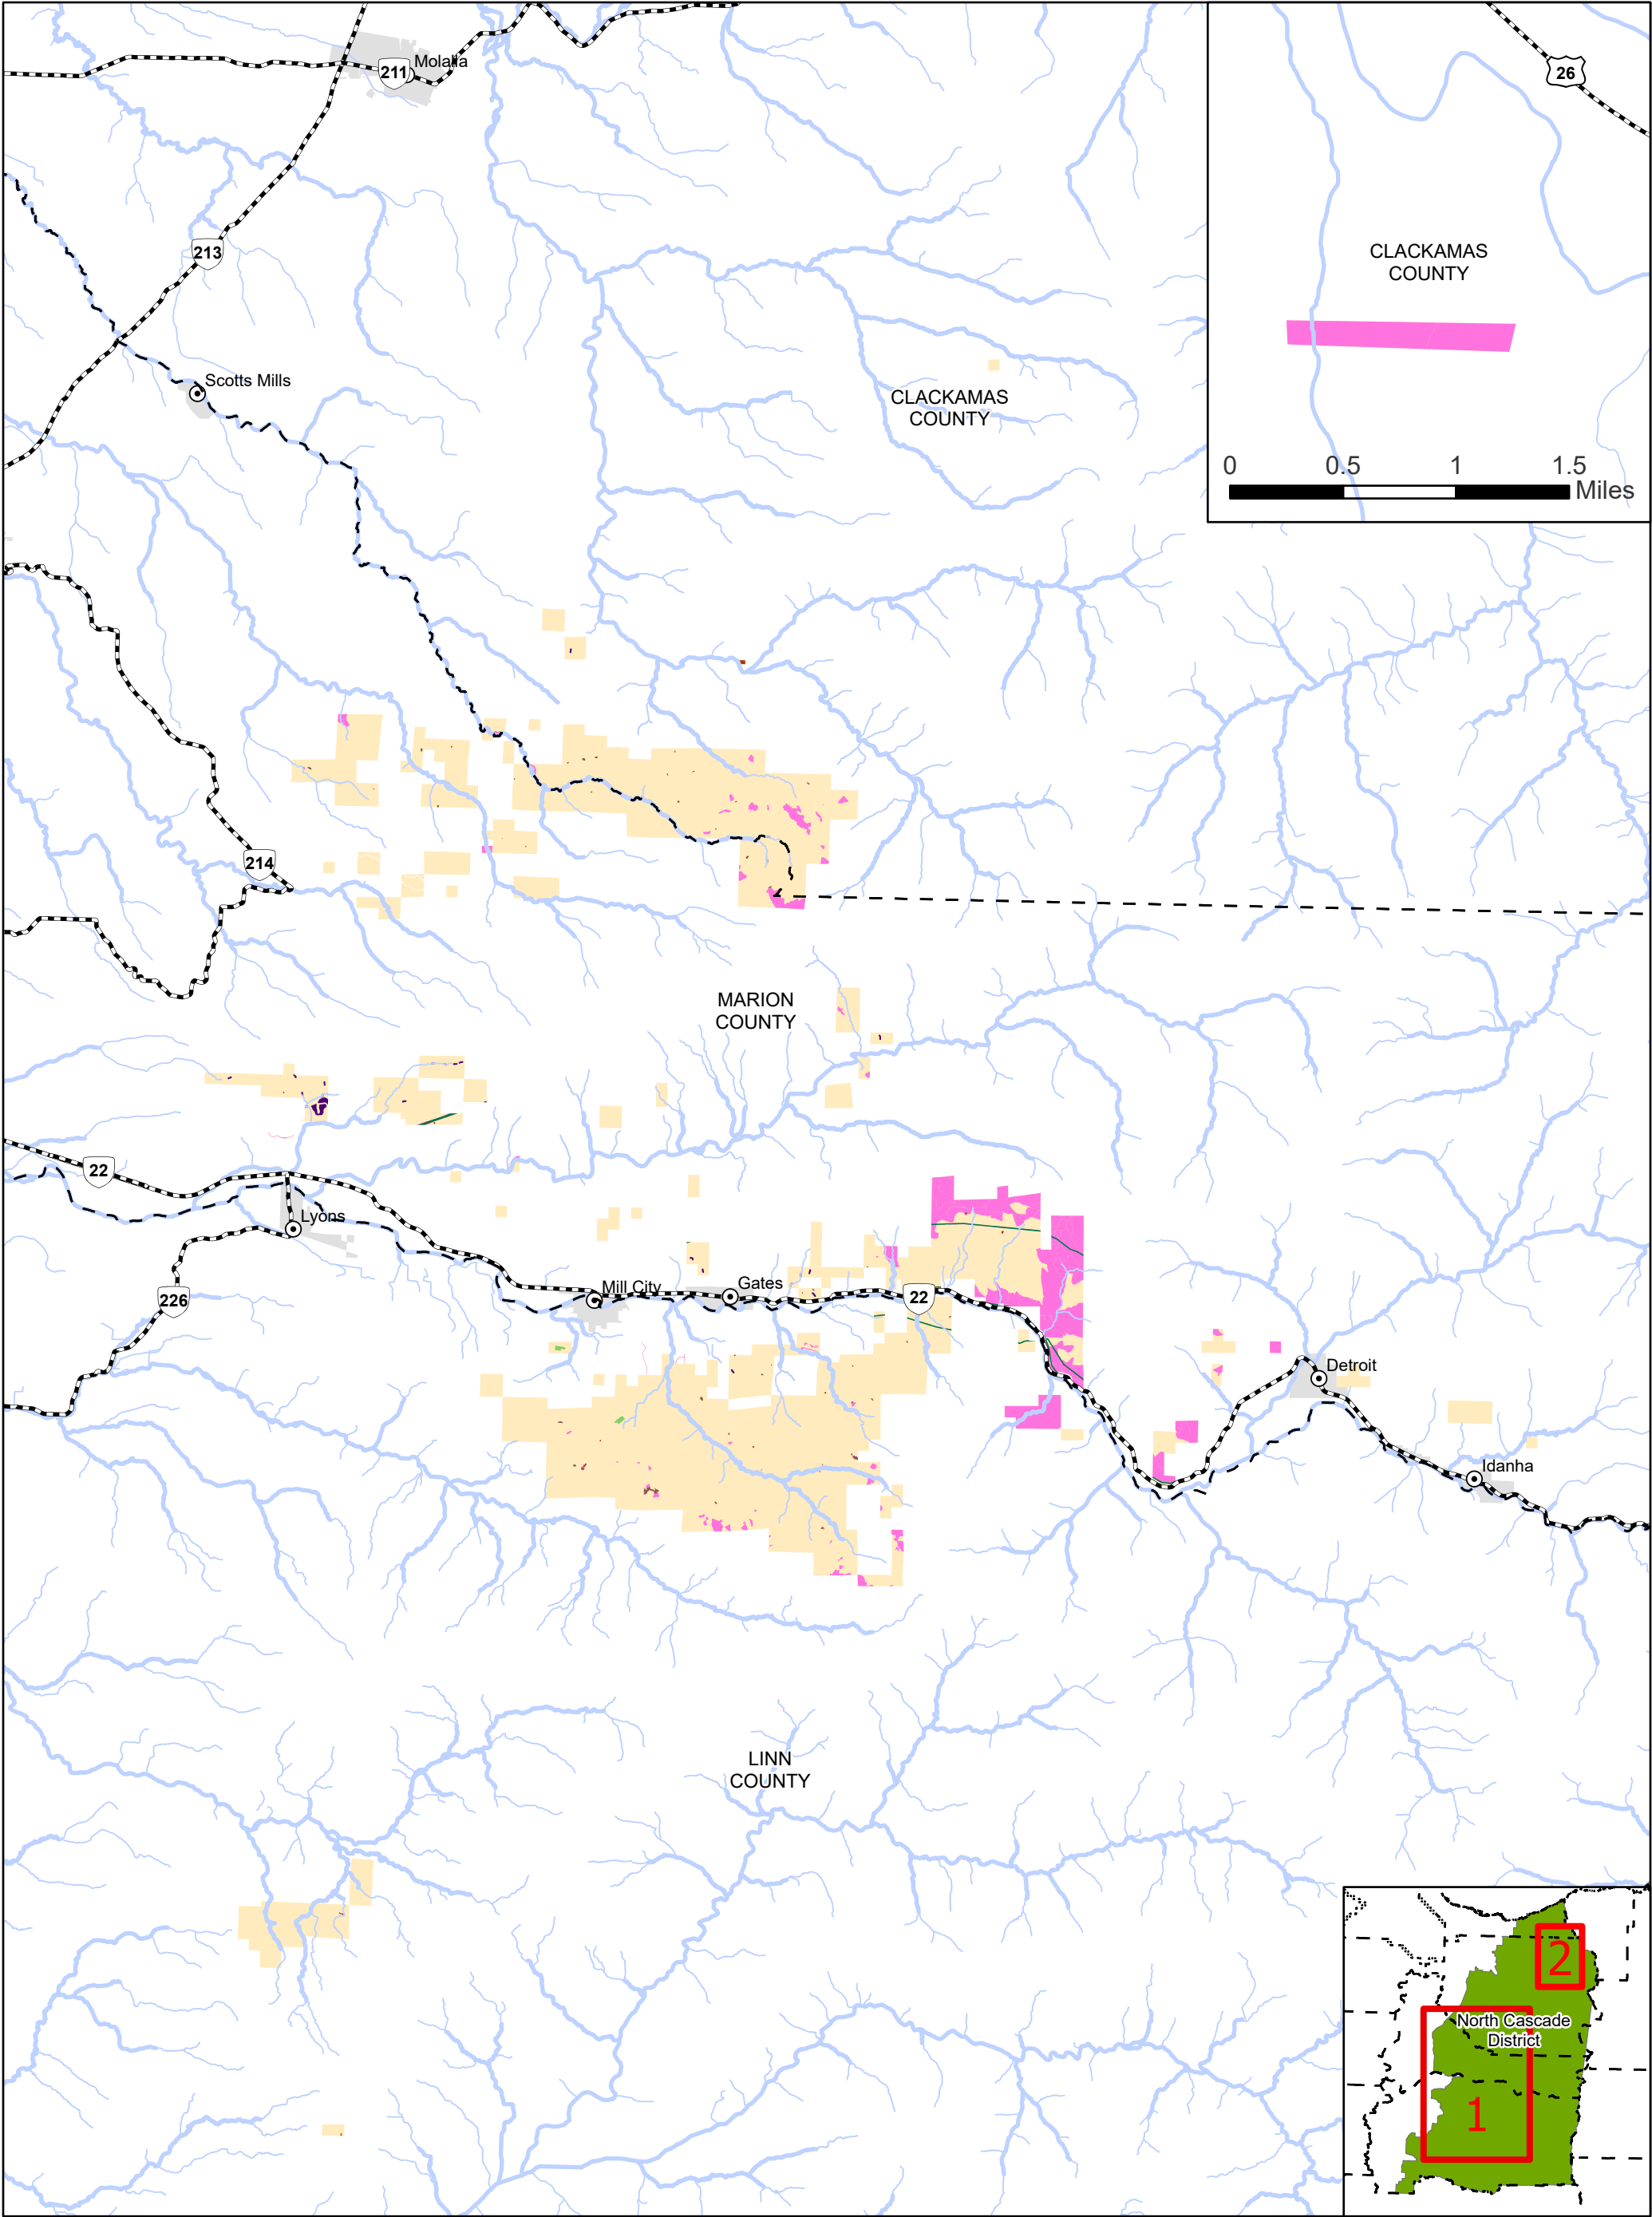 211
Molalla
26
213
CLACKAMAS
COUNTY
Scotts Mills
CLACKAMAS
COUNTY
0 0.5 1 1.5
Miles
214
MARION
COUNTY
22
Lyons
226
Mill City
Gates
22
Detroit
Idanha
LINN
COUNTY
2
North Cascade
District
1